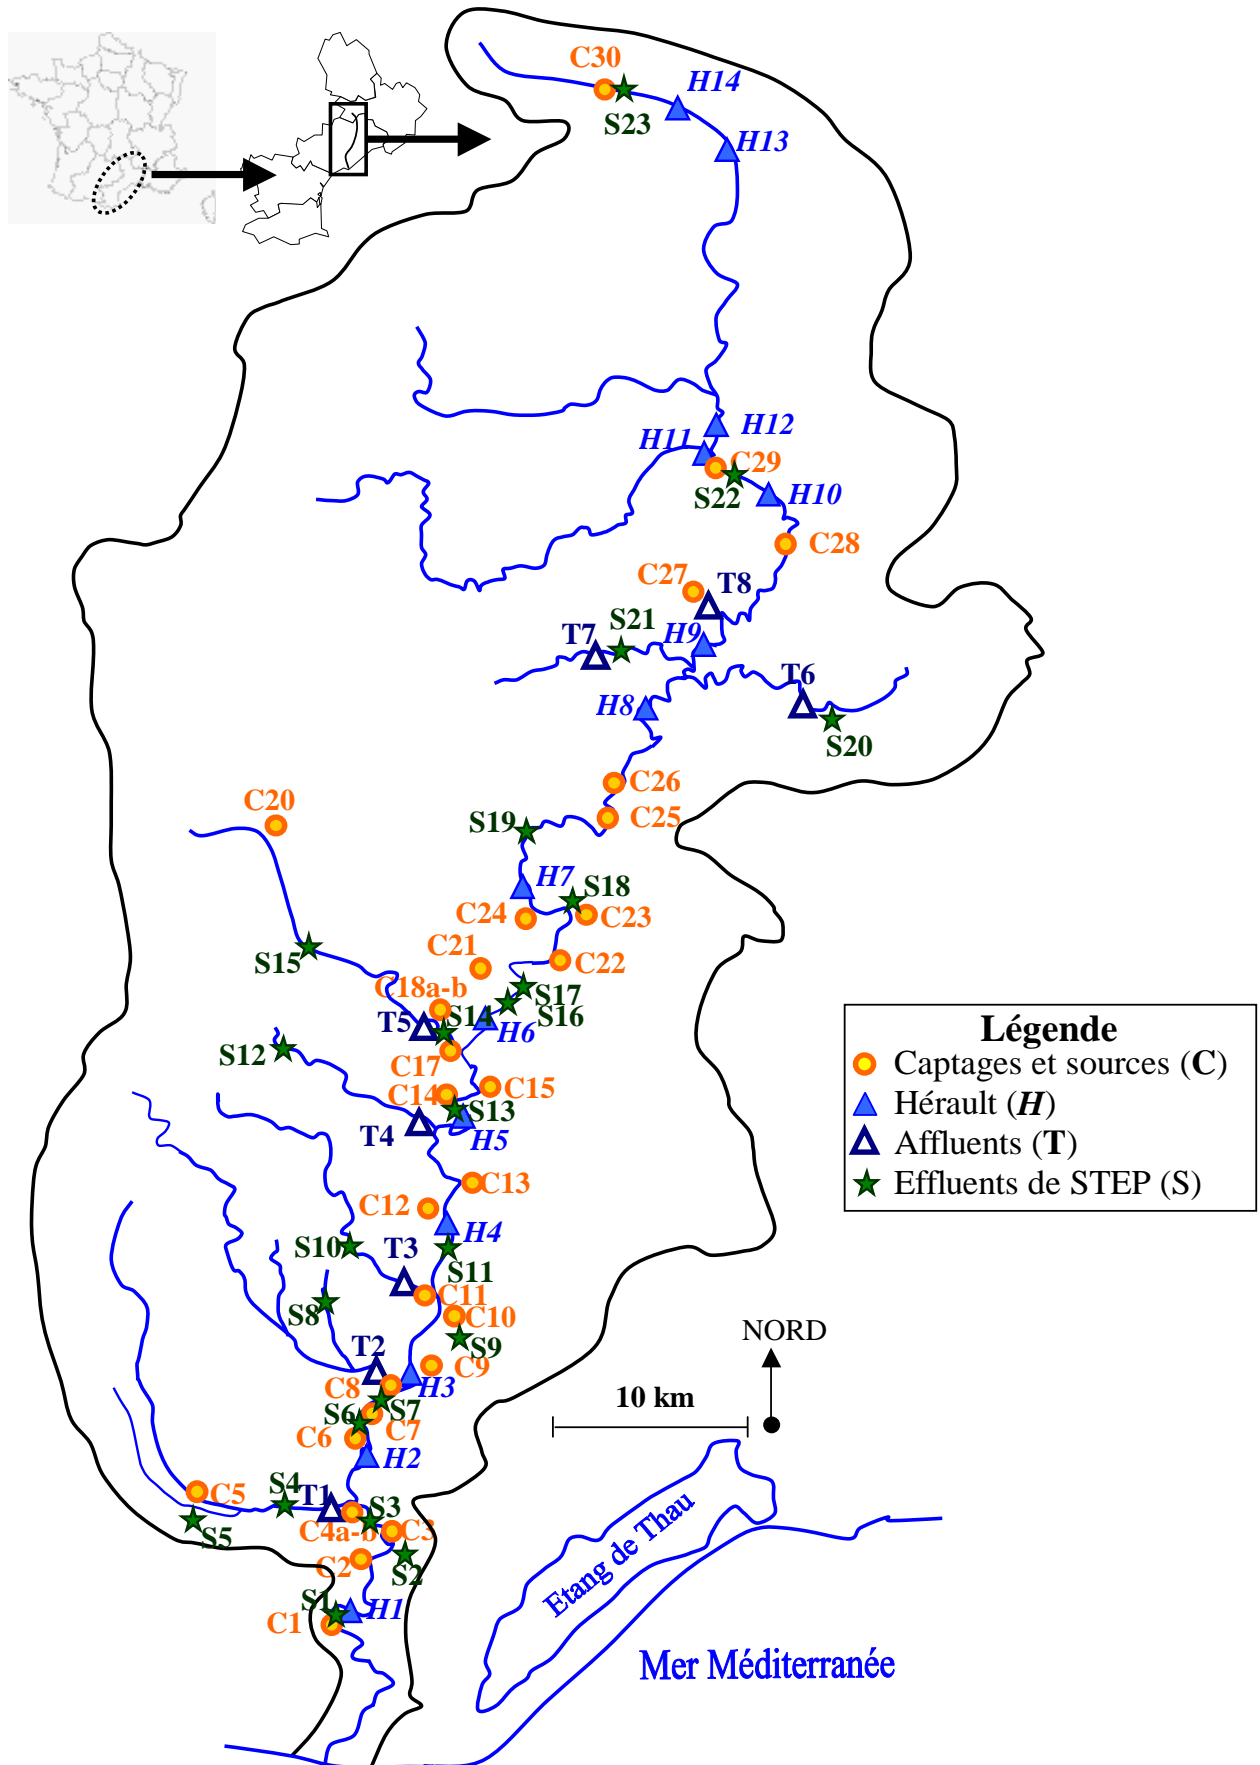 C30
H14
S23
H13
H12
H11
C29
S22
H10
C28
C27
T8
S21
T7
H9
T6
H8
S20
C26
C20
C25
S19
H7
S18
C24
C23
C21
S15
C22
C18a-b
S17
T5
S14
S16
H6
S12
C17
C14
C15
S13
T4
H5
C13
C12
H4
S10
T3
S11
C11
S8
C10
S9
T2
C9
C8
H3
S6
S7
C7
C6
H2
C5
S4
T1
S3
S5
C4a-b
C3
C2
S2
S1
H1
C1
Légende
Captages et sources (C)
Hérault (H)
Affluents (T)
Effluents de STEP (S)
NORD
10 km
Etang de Thau
Mer Méditerranée